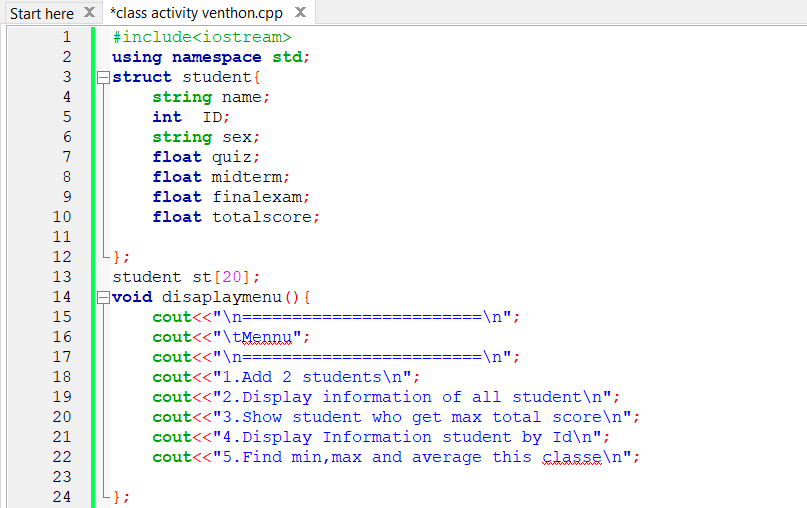 Start here X *class activity venthon.cpp X
1 #include<iostream>
2 using namespace std;
3 struct student{
4 string name;
5 int  ID;
6 string sex;
7 float quiz;
8 float midterm;
9 float finalexam;
10 float totalscore;
11
12 };
13 student st[20];
14 void disaplaymenu(){
15 cout<<"\n========================\n";
16 cout<<"\tMennu";
17 cout<<"\n========================\n";
18 cout<<"1.Add 2 students\n";
19 cout<<"2.Display information of all student\n";
20 cout<<"3.Show student who get max total score\n";
21 cout<<"4.Display Information student by Id\n";
22 cout<<"5.Find min,max and average this classe\n";
23
24 };